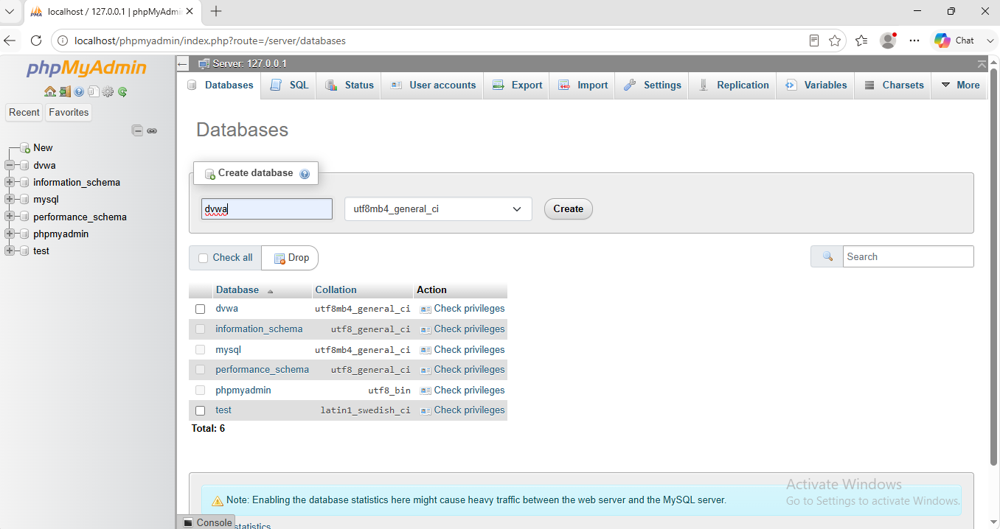 localhost / 127.0.0.1 | phpMyAdmi
localhost/phpmyadmin/index.php?route=/server/databases
Chat
phpMyAdmin
Recent Favorites
New
dvwa
information_schema
mysql
performance_schema
phpmyadmin
test
Server: 127.0.0.1
Databases SQL Status User accounts Export Import Settings Replication Variables Charsets More
Databases
Create database
dvwa utf8mb4_general_ci Create
Check all Drop Search
Database Collation Action
dvwa utf8mb4_general_ci Check privileges
information_schema utf8_general_ci Check privileges
mysql utf8mb4_general_ci Check privileges
performance_schema utf8_general_ci Check privileges
phpmyadmin utf8_bin Check privileges
test latin1_swedish_ci Check privileges
Total: 6
Note: Enabling the database statistics here might cause heavy traffic between the web server and the MySQL server.
Activate Windows
Go to Settings to activate Windows.
Console statistics